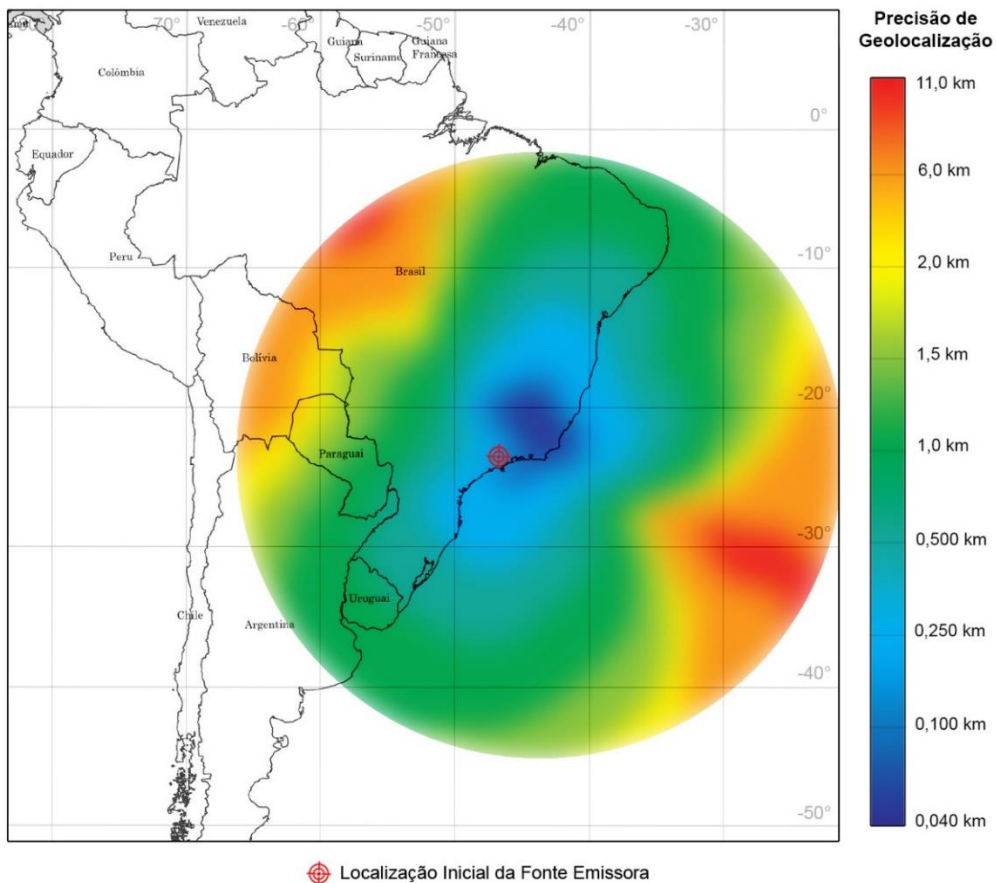 -70°
-60°
-50°
-40°
-30°
Venezuela
Guiana
Suriname
Guiana
Francesa
Colômbia
0°
Equador
Peru
Brasil
-10°
Bolívia
-20°
Paraguai
-30°
Uruguai
Chile
Argentina
-40°
-50°
Precisão de
Geolocalização
11,0 km
6,0 km
2,0 km
1,5 km
1,0 km
0,500 km
0,250 km
0,100 km
0,040 km
Localização Inicial da Fonte Emissora